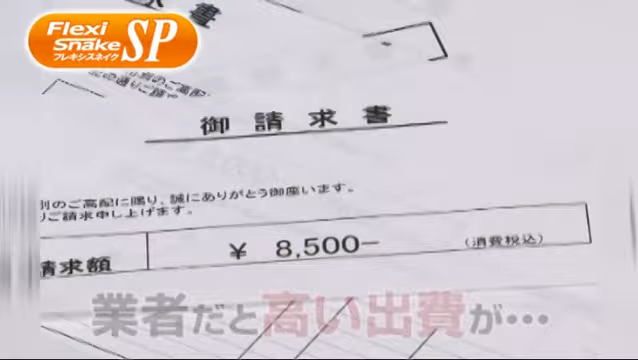 Flexi
Snake
SP
フレキシスネイク
書
御請求書
別のご高配に賜り、誠にありがとう御座います。
りご請求申し上げます。
請求額
¥ 8,500-
(消費税込)
業者だと高い出費が…